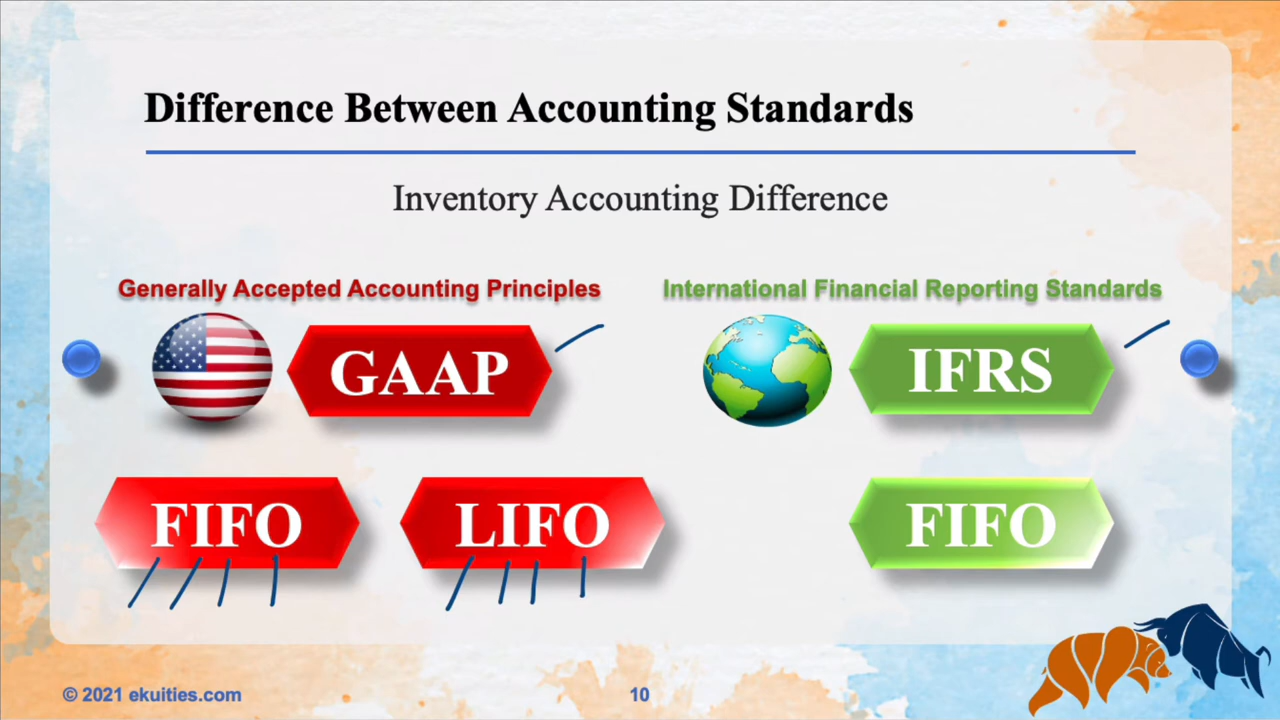 Difference Between Accounting Standards
Inventory Accounting Difference
Generally Accepted Accounting Principles
International Financial Reporting Standards
GAAP
IFRS
FIFO
LIFO
FIFO
© 2021 ekuities.com
10